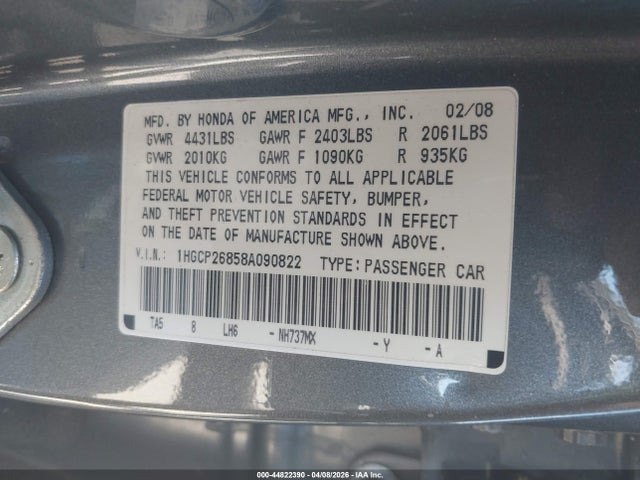 MFD. BY HONDA OF AMERICA MFG., INC. 02/08
GVWR 4431LBS GAWR F 2403LBS R 2061LBS
GVWR 2010KG GAWR F 1090KG R 935KG
THIS VEHICLE CONFORMS TO ALL APPLICABLE
FEDERAL MOTOR VEHICLE SAFETY, BUMPER,
AND THEFT PREVENTION STANDARDS IN EFFECT
ON THE DATE OF MANUFACTURE SHOWN ABOVE.
V.I.N.: 1HGCP26858A090822 TYPE: PASSENGER CAR
TA5 8 LH6 - NH737MX - Y - A
000-44822390 04/08/2026 IAA Inc. Copyright